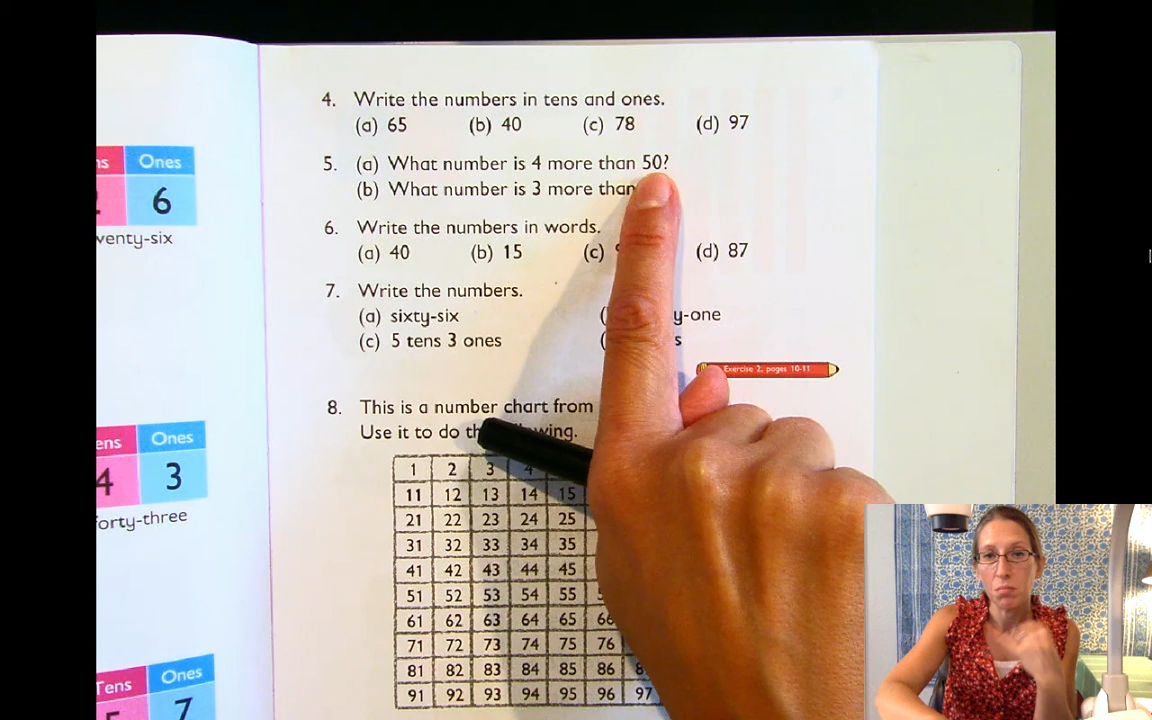 4. Write the numbers in tens and ones.
(a) 65 (b) 40 (c) 78 (d) 97
5. (a) What number is 4 more than 50?
(b) What number is 3 more than
6. Write the numbers in words.
(a) 40 (b) 15 (c) (d) 87
7. Write the numbers.
(a) sixty-six y-one
(c) 5 tens 3 ones s
Exercise 2, pages 10-11
8. This is a number chart from
Use it to do
1 2 3 4
11 12 13 14 15
21 22 23 24 25
31 32 33 34 35
41 42 43 44 45
51 52 53 54 55
61 62 63 64 65 66
71 72 73 74 75 76
81 82 83 84 85 86
91 92 93 94 95 96 97
ns Ones
6
wenty-six
ens Ones
4 3
forty-three
Tens Ones
7